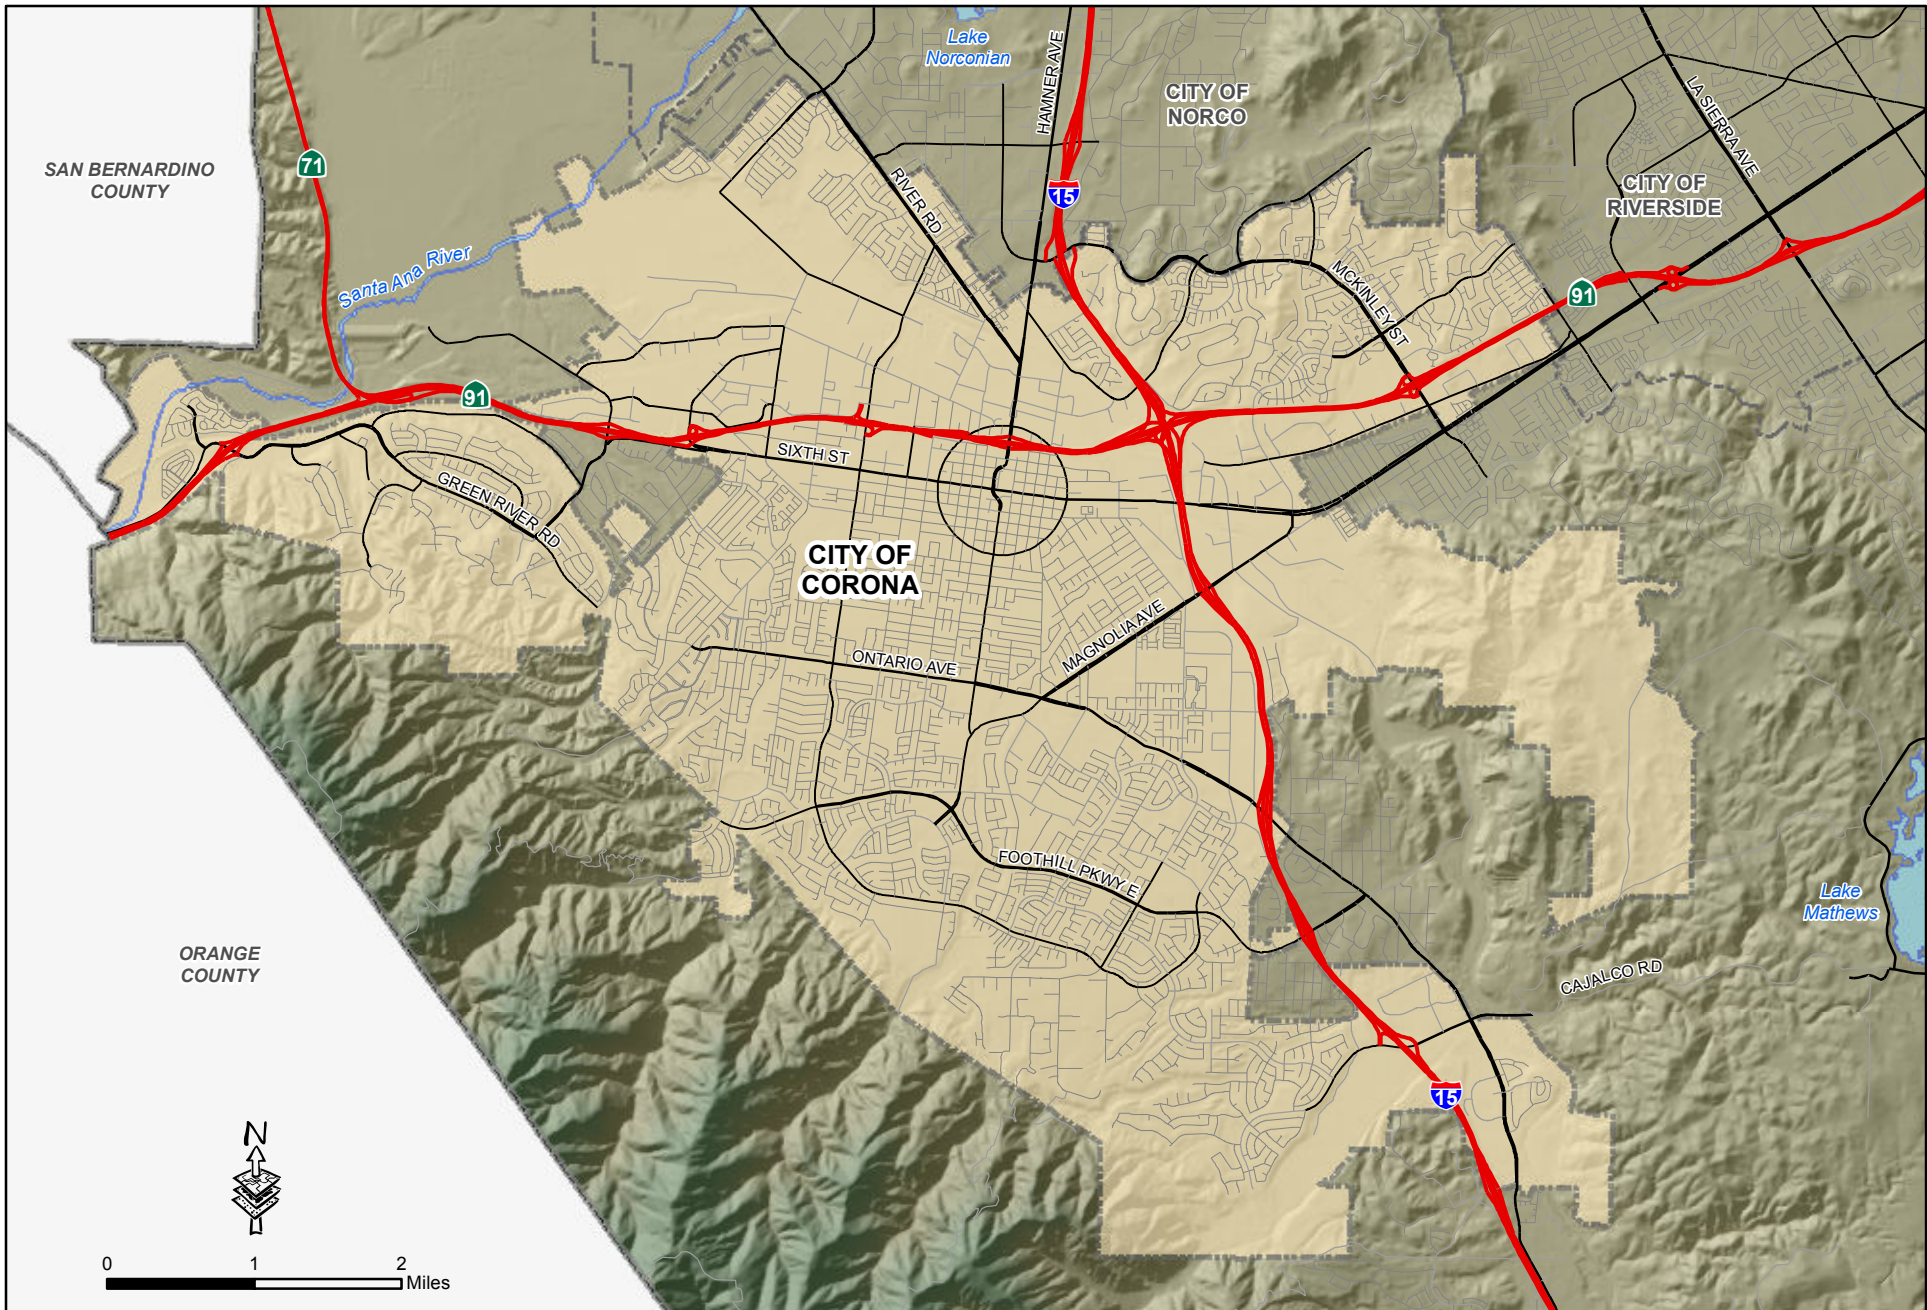 Lake
Norconian
HAMNER AVE
CITY OF
NORCO
LA SIERRA AVE
SAN BERNARDINO
COUNTY
71
RIVER RD
15
CITY OF
RIVERSIDE
Santa Ana River
MCKINLEY ST
91
91
SIXTH ST
GREEN RIVER RD
CITY OF
CORONA
MAGNOLIA AVE
ONTARIO AVE
FOOTHILL PKWY E
Lake
Mathews
ORANGE
COUNTY
CAJALCO RD
15
N
0 1 2
Miles